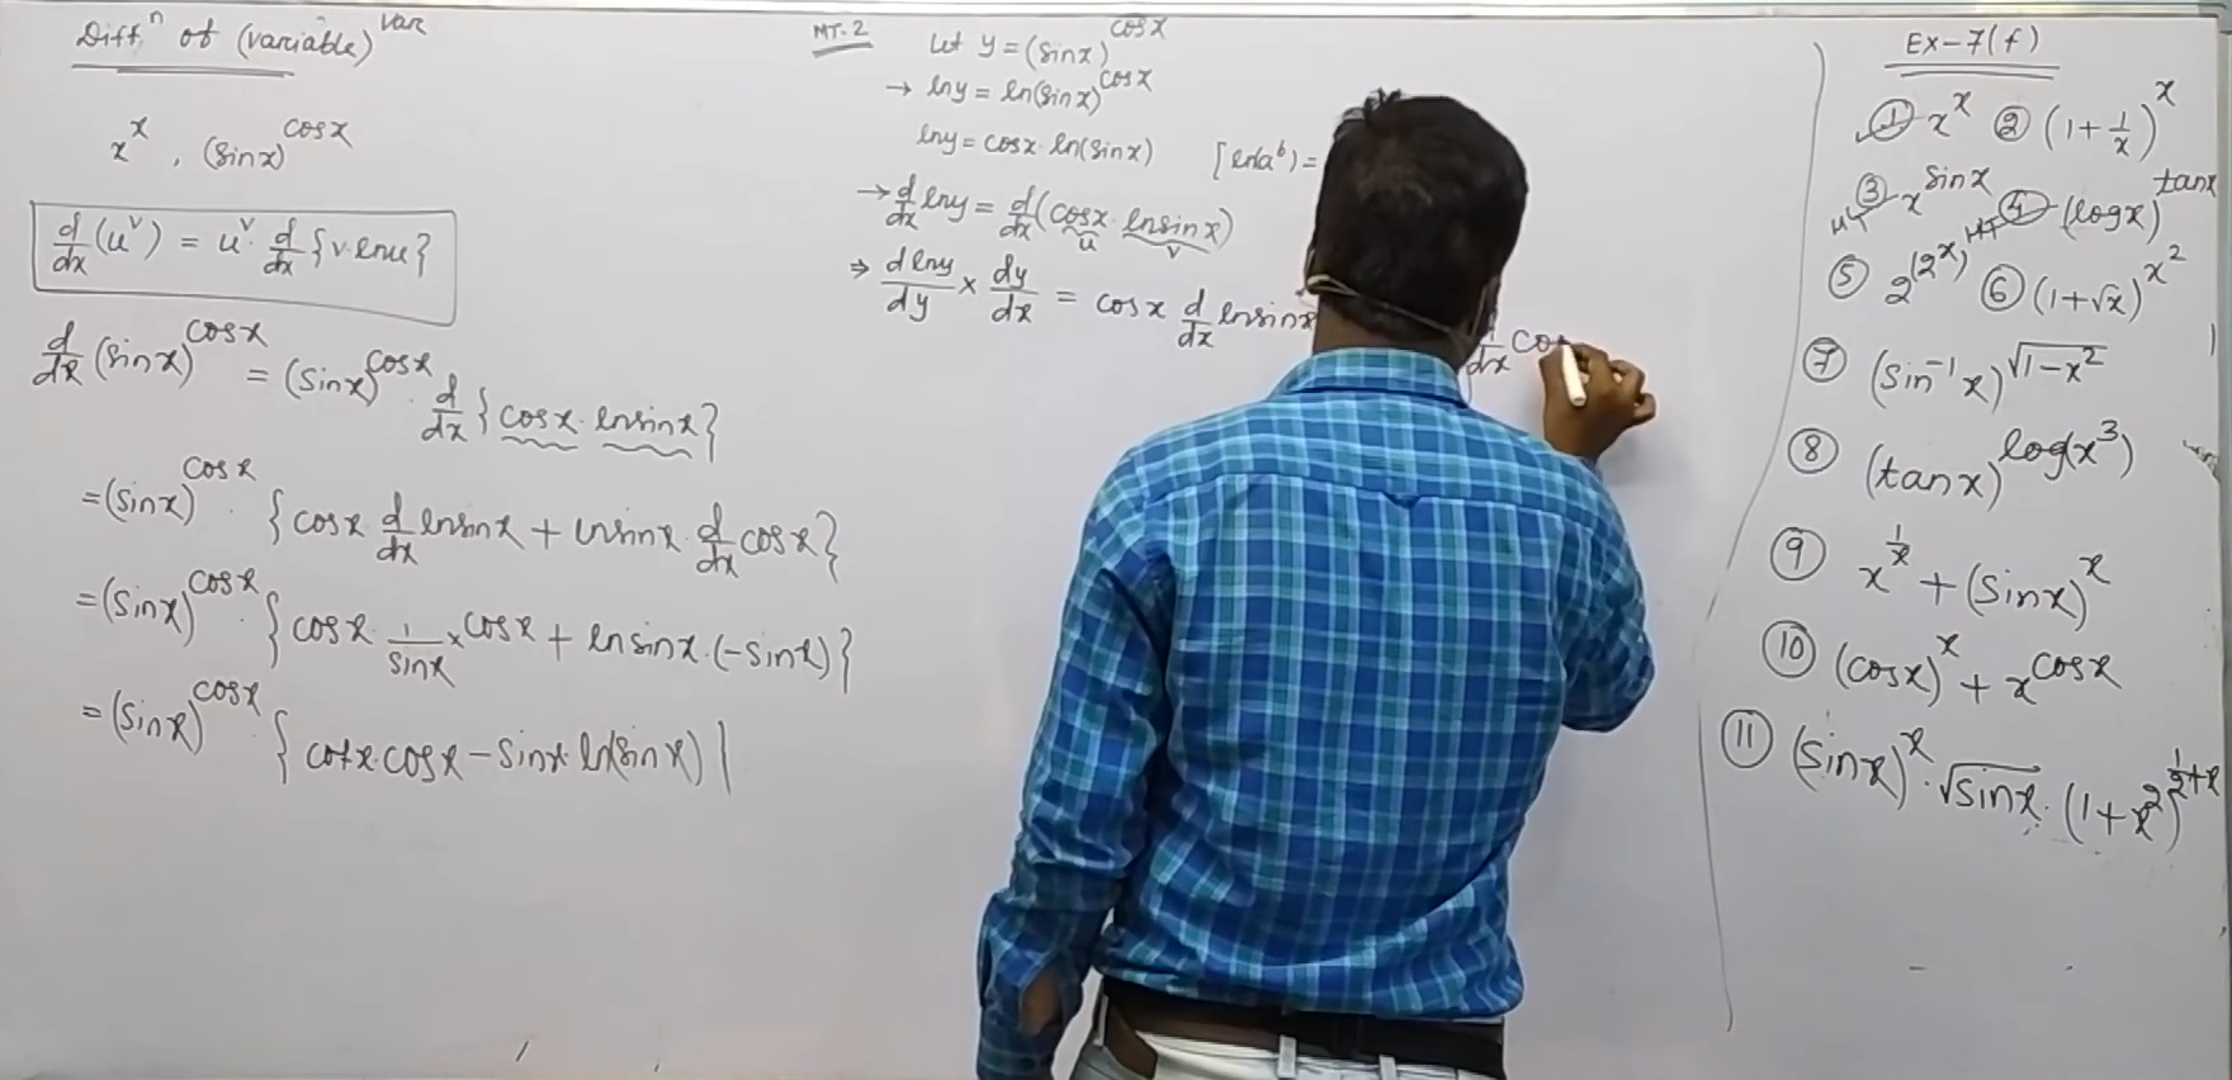 Diffⁿ of (variable)^var
x^x , (sinx)^cosx
d/dx (u^v) = u^v · d/dx {v·lnu}
d/dx (sinx)^cosx = (sinx)^cosx · d/dx {cosx · lnsinx}
= (sinx)^cosx · {cosx d/dx lnsinx + lnsinx · d/dx cosx}
= (sinx)^cosx · {cosx · 1/sinx × cosx + lnsinx · (-sinx)}
= (sinx)^cosx · {cotx · cosx - sinx · ln(sinx)}
MT-2
Let y = (sinx)^cosx
→ lny = ln(sinx)^cosx
lny = cosx · ln(sinx) [ln(a^b) =
→ d/dx lny = d/dx (cosx · lnsinx)
u v
⇒ dlny/dy × dy/dx = cosx d/dx lnsinx
d/dx co
Ex-7(f)
① x^x ② (1 + 1/x)^x
③ x^sinx ④ (logx)^tanx
⑤ 2^(2^x) ⑥ (1+√x)^x²
⑦ (sin⁻¹x)^√(1-x²)
⑧ (tanx)^log(x³)
⑨ x^(1/x) + (sinx)^x
⑩ (cosx)^x + x^cosx
⑪ (sinx)^x · √sinx · (1+x²)^(1/2+x)